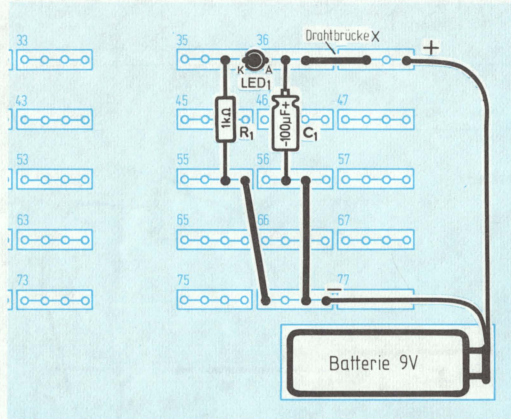 33
35
36
Drahtbrücke X
+
K
A
LED1
43
45
46
47
1kΩ
R1
-100µF+
C1
53
55
56
57
63
65
66
67
73
75
77
–
Batterie 9V